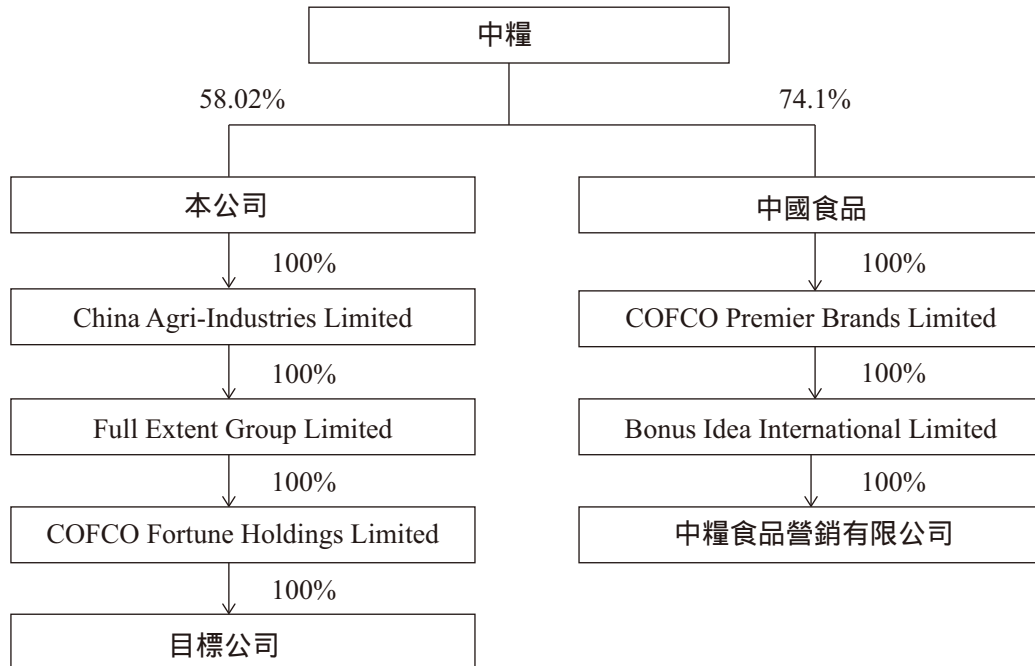 中糧
58.02%
74.1%
本公司
中國食品
100%
100%
China Agri-Industries Limited
COFCO Premier Brands Limited
100%
100%
Full Extent Group Limited
Bonus Idea International Limited
100%
100%
COFCO Fortune Holdings Limited
中糧食品營銷有限公司
100%
目標公司